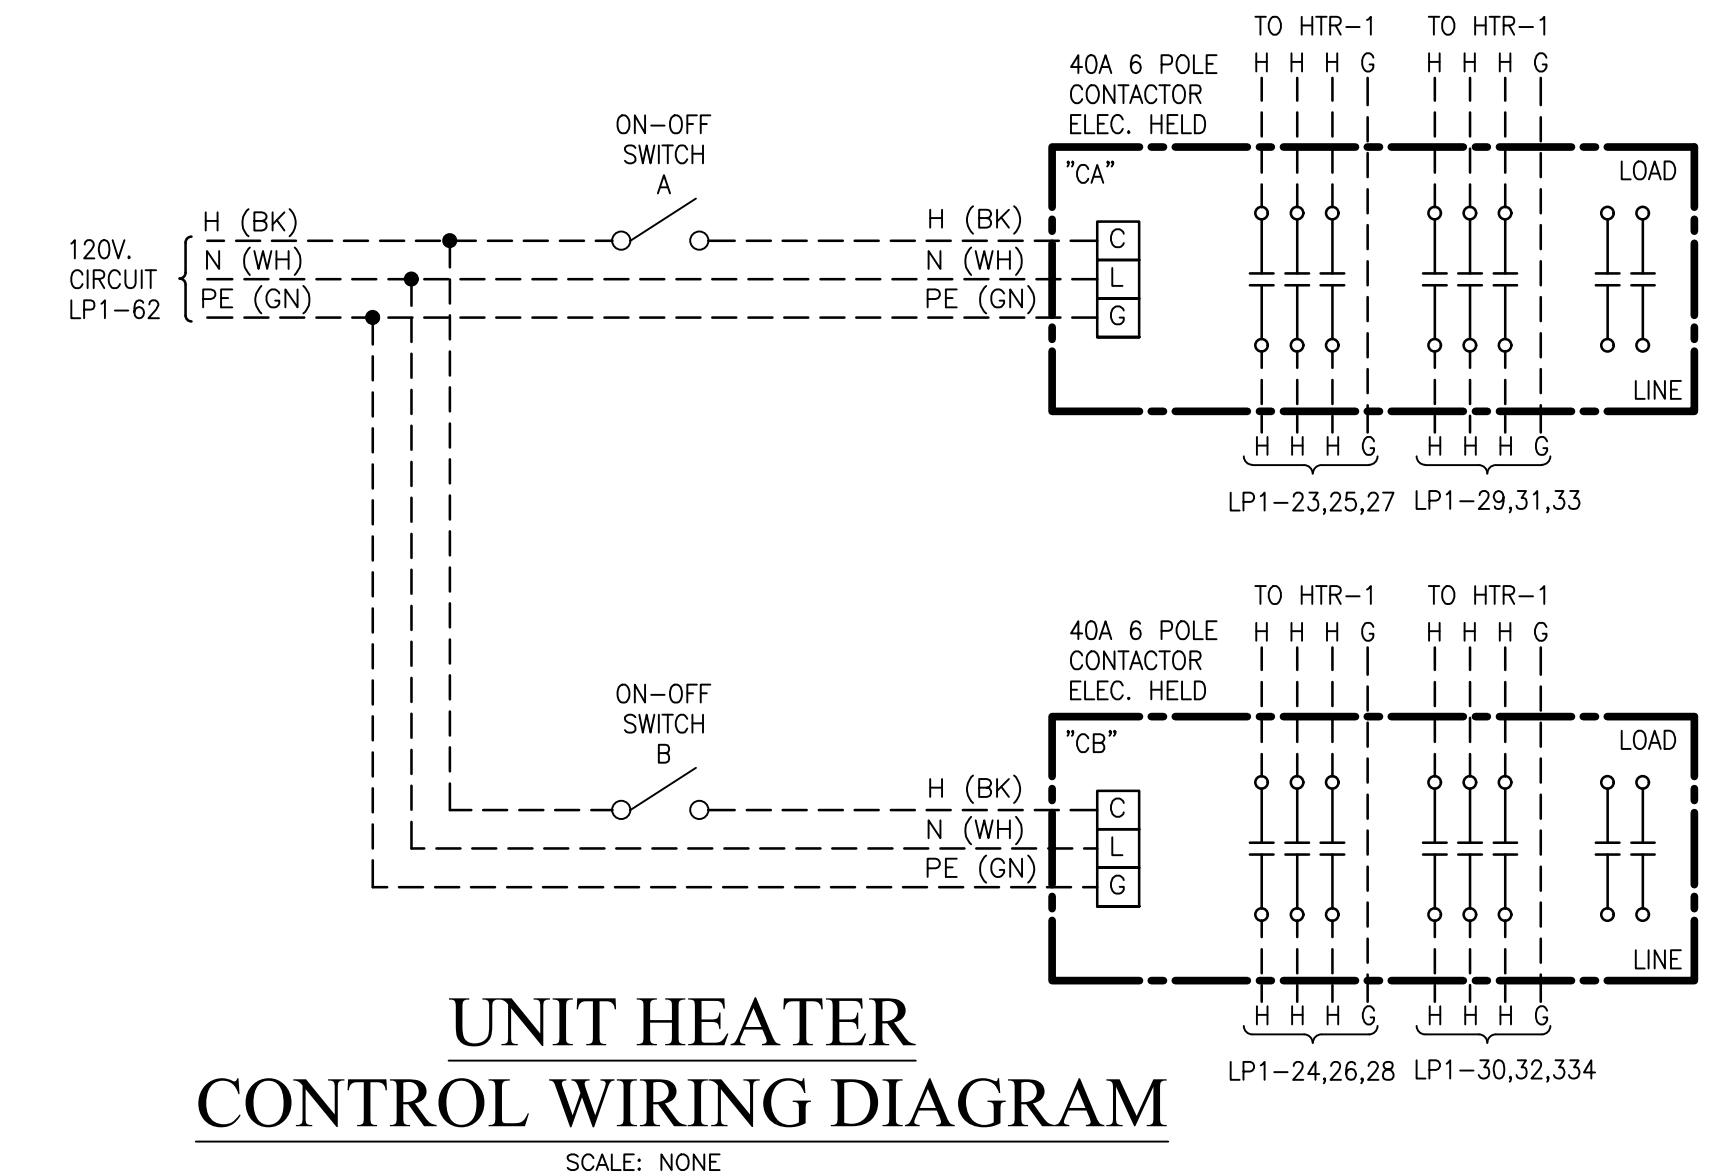 TO HTR-1 TO HTR-1
H H H G H H H G
40A 6 POLE
CONTACTOR
ELEC. HELD
ON-OFF
SWITCH
A
"CA"
LOAD
120V.
CIRCUIT
LP1-62
H (BK)
N (WH)
PE (GN)
H (BK)
N (WH)
PE (GN)
C
L
G
LINE
H H H G H H H G
LP1-23,25,27 LP1-29,31,33
TO HTR-1 TO HTR-1
H H H G H H H G
40A 6 POLE
CONTACTOR
ELEC. HELD
ON-OFF
SWITCH
B
"CB"
LOAD
H (BK)
N (WH)
PE (GN)
C
L
G
LINE
H H H G H H H G
LP1-24,26,28 LP1-30,32,334
UNIT HEATER
CONTROL WIRING DIAGRAM
SCALE: NONE